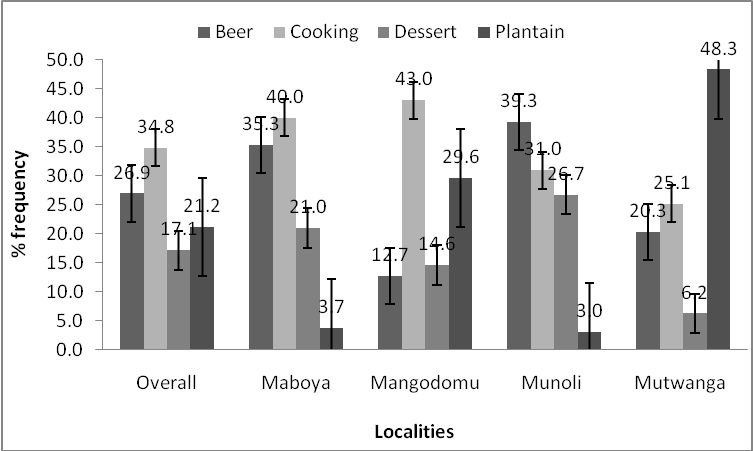 Beer Cooking Dessert Plantain
% frequency
50.0
45.0
40.0
35.0
30.0
25.0
20.0
15.0
10.0
5.0
0.0
26.9 34.8 17.1 21.2
35.3 40.0 21.0 3.7
12.7 43.0 14.6 29.6
39.3 31.0 26.7 3.0
20.3 25.1 6.2 48.3
Overall Maboya Mangodomu Munoli Mutwanga
Localities